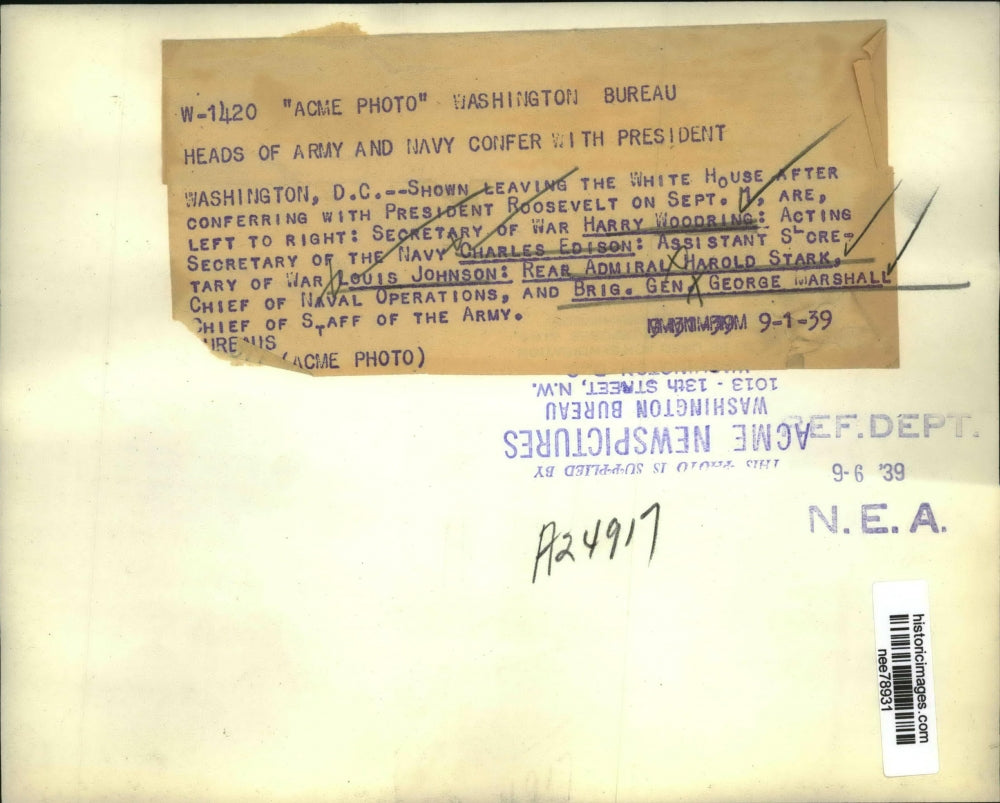 W-1420 "ACME PHOTO" WASHINGTON BUREAU
HEADS OF ARMY AND NAVY CONFER WITH PRESIDENT
WASHINGTON, D.C.--SHOWN LEAVING THE WHITE HOUSE AFTER
CONFERRING WITH PRESIDENT ROOSEVELT ON SEPT. , ARE,
LEFT TO RIGHT: SECRETARY OF WAR HARRY WOODRING: ACTING
SECRETARY OF THE NAVY CHARLES EDISON: ASSISTANT SECRE-
TARY OF WAR LOUIS JOHNSON: REAR ADMIRAL HAROLD STARK,
CHIEF OF NAVAL OPERATIONS, AND BRIG. GEN. GEORGE MARSHALL
CHIEF OF STAFF OF THE ARMY.
9-1-39
(ACME PHOTO)
THIS PHOTO IS SUPPLIED BY
ACME NEWSPICTURES
WASHINGTON BUREAU
1013 - 13th STREET, N.W.
REF. DEPT.
9-6 '39
N. E. A.
A24917
historicimages.com
nee78931